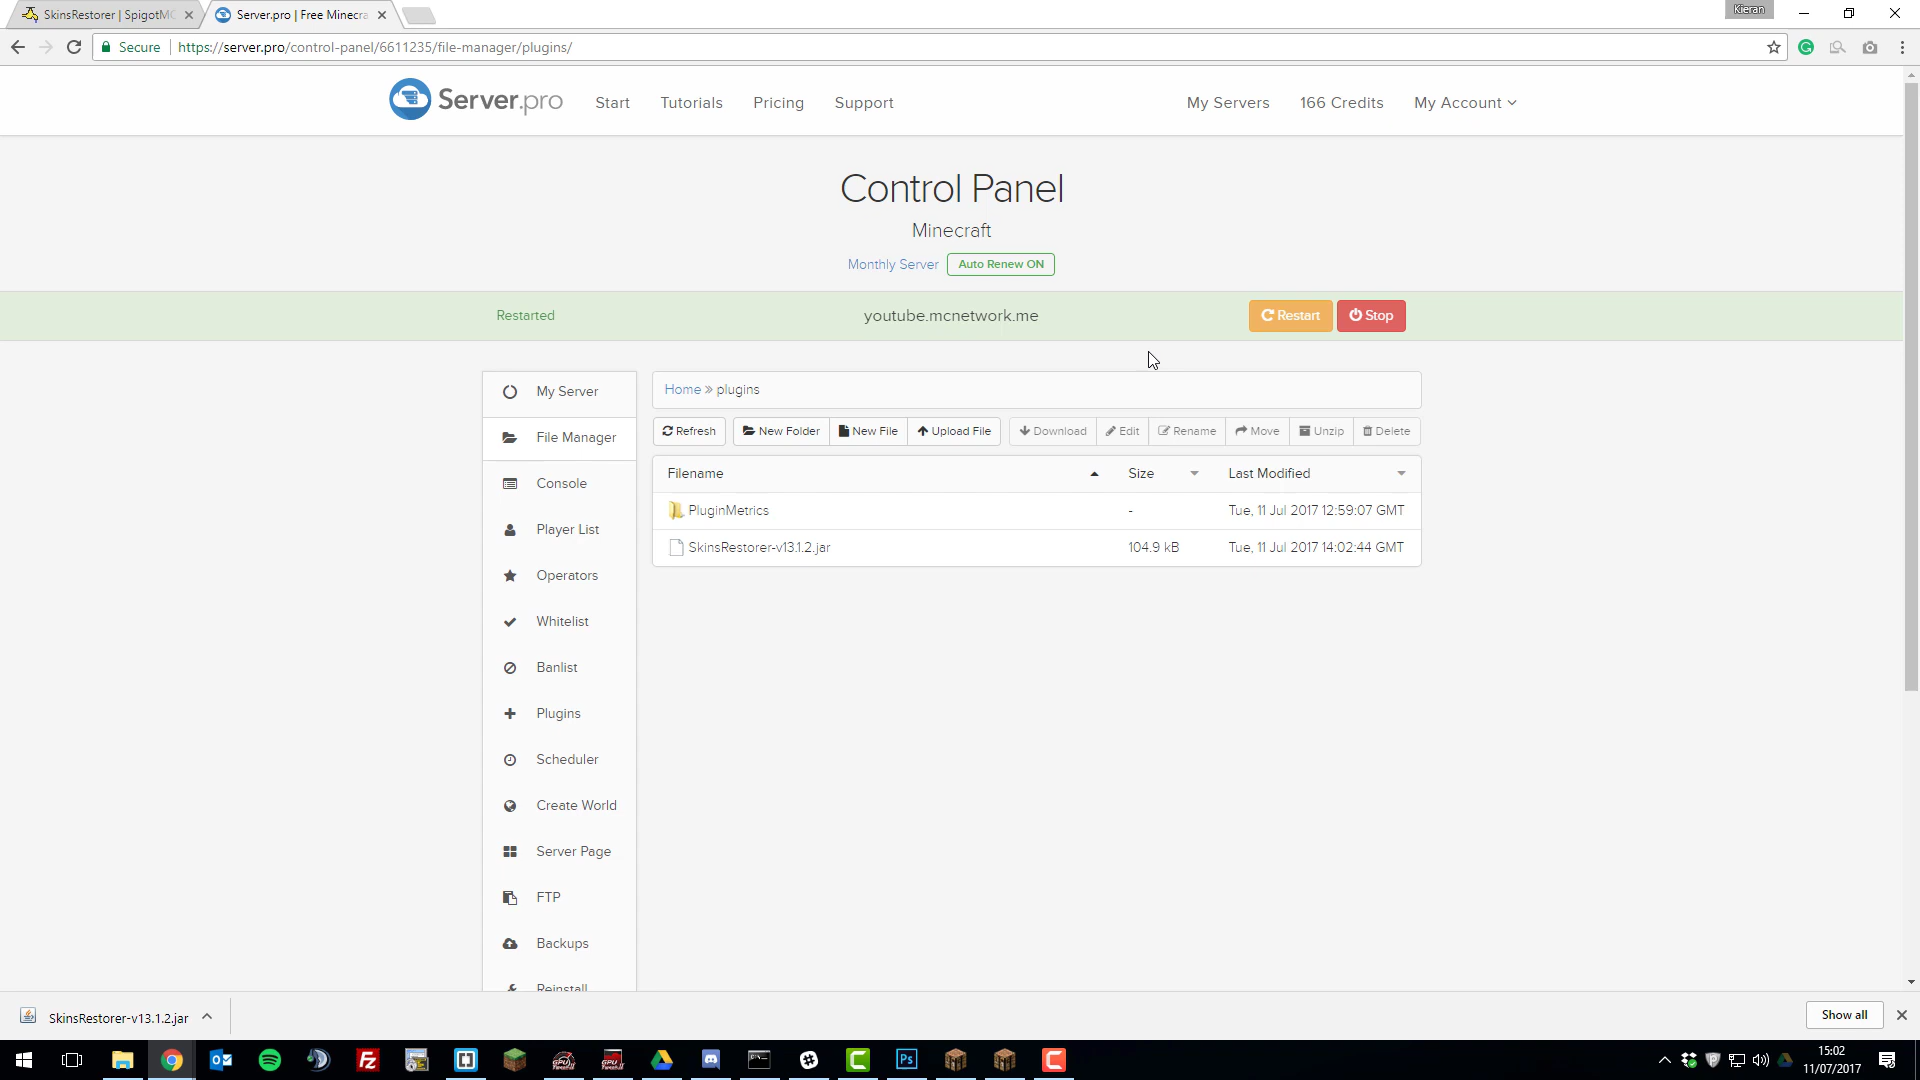 SkinsRestorer | SpigotMC
Server.pro | Free Minecra
Kieran
Secure
https://server.pro/control-panel/6611235/file-manager/plugins/
Server.pro
Start
Tutorials
Pricing
Support
My Servers
166 Credits
My Account
Control Panel
Minecraft
Monthly Server
Auto Renew ON
Restarted
youtube.mcnetwork.me
Restart
Stop
My Server
File Manager
Console
Player List
Operators
Whitelist
Banlist
Plugins
Scheduler
Create World
Server Page
FTP
Backups
Reinstall
Home » plugins
Refresh
New Folder
New File
Upload File
Download
Edit
Rename
Move
Unzip
Delete
Filename
Size
Last Modified
PluginMetrics
-
Tue, 11 Jul 2017 12:59:07 GMT
SkinsRestorer-v13.1.2.jar
104.9 kB
Tue, 11 Jul 2017 14:02:44 GMT
SkinsRestorer-v13.1.2.jar
Show all
Fz
Ps
15:02
11/07/2017